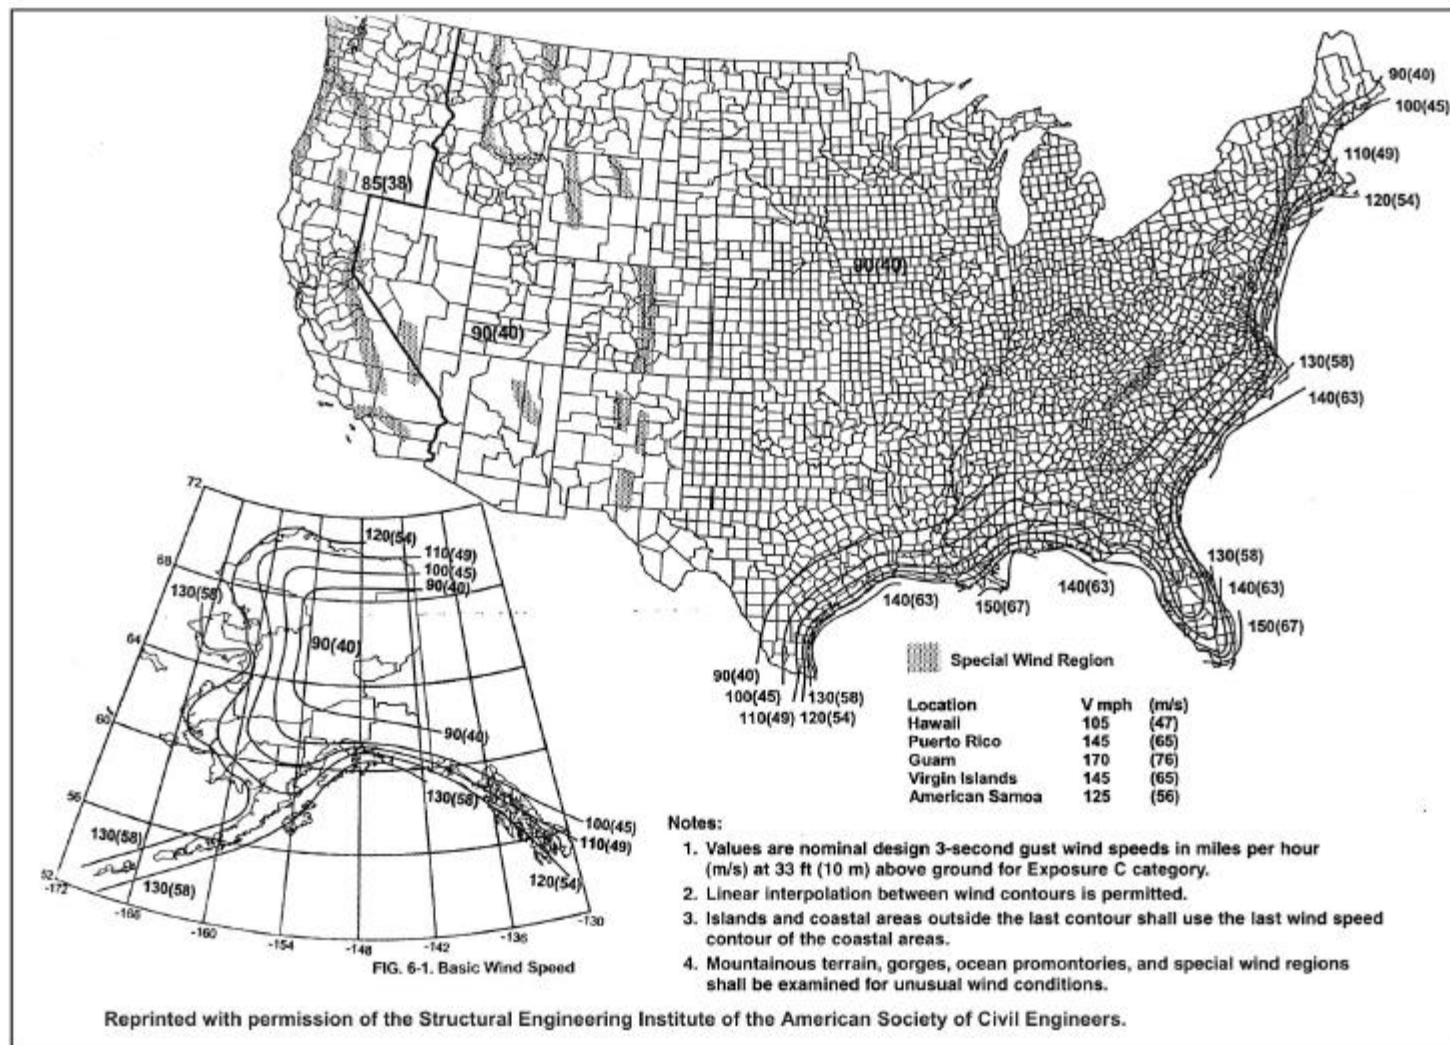 90(40)
100(45)
110(49)
120(54)
85(38)
90(40)
90(40)
130(58)
140(63)
130(58)
140(63)
150(67)
140(63)
150(67)
140(63)
90(40)
100(45)
130(58)
110(49)
120(54)
Special Wind Region
Location V mph (m/s)
Hawaii 105 (47)
Puerto Rico 145 (65)
Guam 170 (76)
Virgin Islands 145 (65)
American Samoa 125 (56)
72
68
64
60
56
52
-172
-166
-160
-154
-148
-142
-136
-130
120(54)
110(49)
100(45)
90(40)
130(58)
90(40)
90(40)
130(58)
130(58)
130(58)
100(45)
110(49)
120(54)
FIG. 6-1. Basic Wind Speed
Notes:
1. Values are nominal design 3-second gust wind speeds in miles per hour
(m/s) at 33 ft (10 m) above ground for Exposure C category.
2. Linear interpolation between wind contours is permitted.
3. Islands and coastal areas outside the last contour shall use the last wind speed
contour of the coastal areas.
4. Mountainous terrain, gorges, ocean promontories, and special wind regions
shall be examined for unusual wind conditions.
Reprinted with permission of the Structural Engineering Institute of the American Society of Civil Engineers.